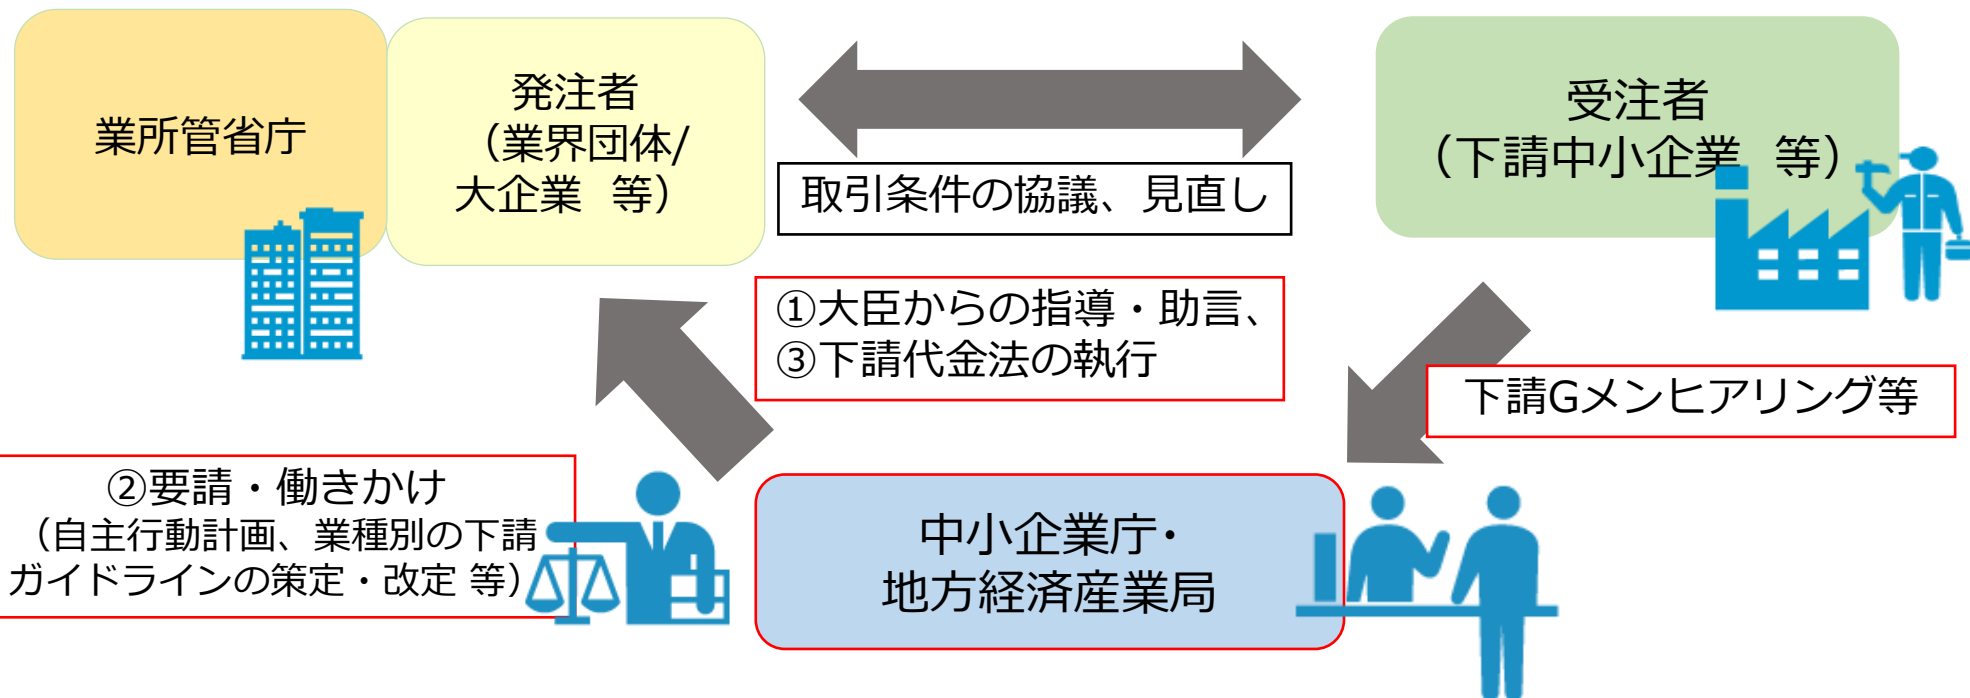 業所管省庁
発注者
（業界団体/
大企業 等）
取引条件の協議、見直し
受注者
（下請中小企業 等）
①大臣からの指導・助言、
③下請代金法の執行
下請Gメンヒアリング等
②要請・働きかけ
（自主行動計画、業種別の下請
ガイドラインの策定・改定 等）
中小企業庁・
地方経済産業局